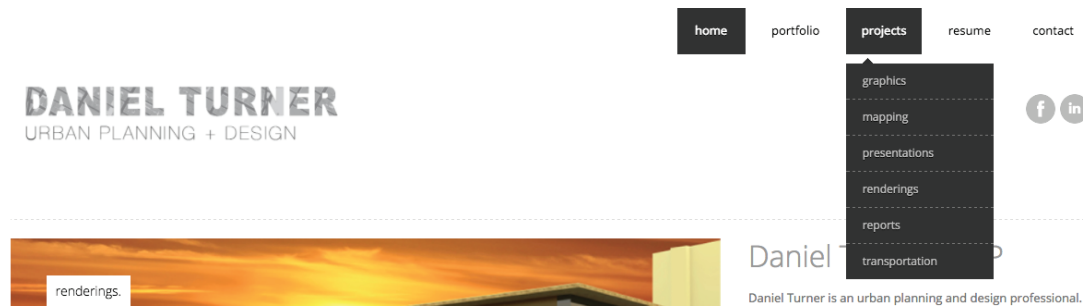 home portfolio projects resume contact
graphics
mapping
presentations
renderings
reports
transportation
DANIEL TURNER
URBAN PLANNING + DESIGN
f in
renderings.
Daniel T P
Daniel Turner is an urban planning and design professional.